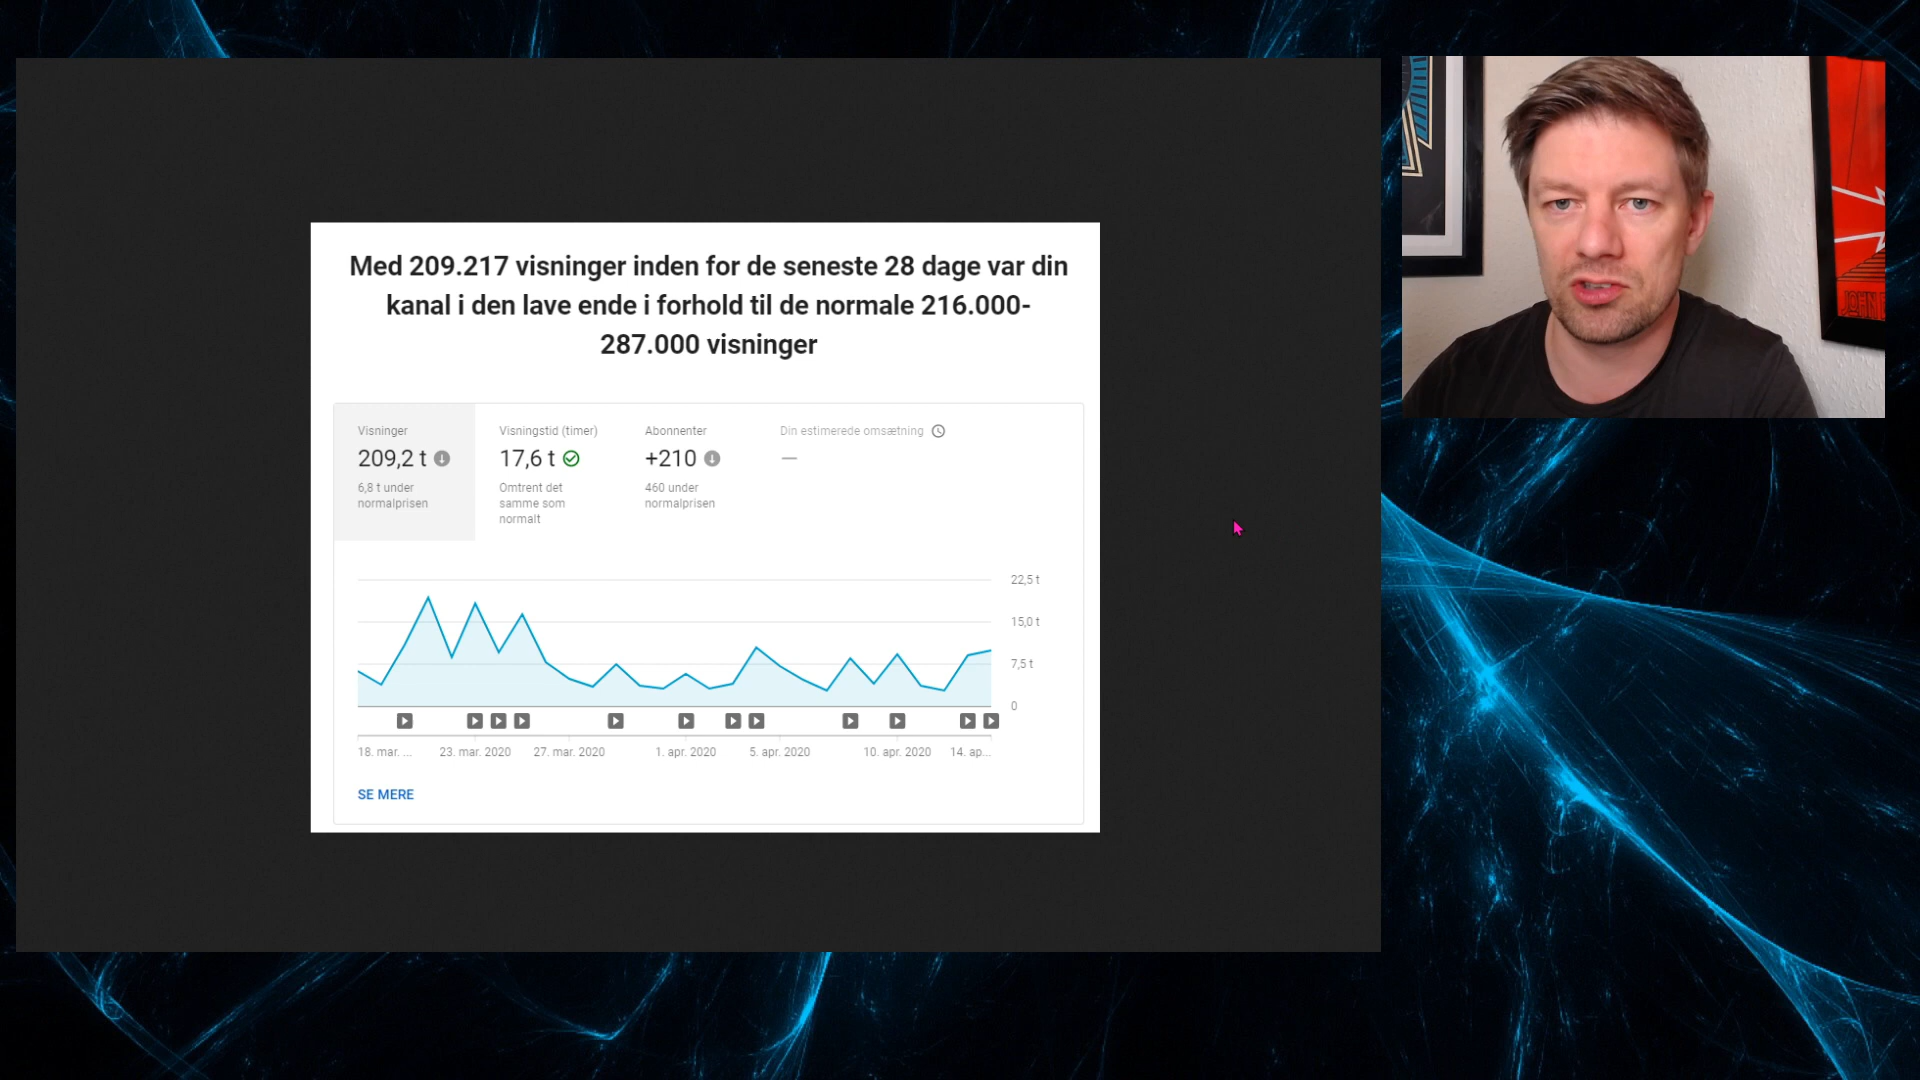 Med 209.217 visninger inden for de seneste 28 dage var din
kanal i den lave ende i forhold til de normale 216.000-
287.000 visninger
Visninger
209,2 t
6,8 t under
normalprisen
Visningstid (timer)
17,6 t
Omtrent det
samme som
normalt
Abonnenter
+210
460 under
normalprisen
Din estimerede omsætning
—
22,5 t
15,0 t
7,5 t
0
18. mar. ...
23. mar. 2020
27. mar. 2020
1. apr. 2020
5. apr. 2020
10. apr. 2020
14. ap...
SE MERE
JOHN